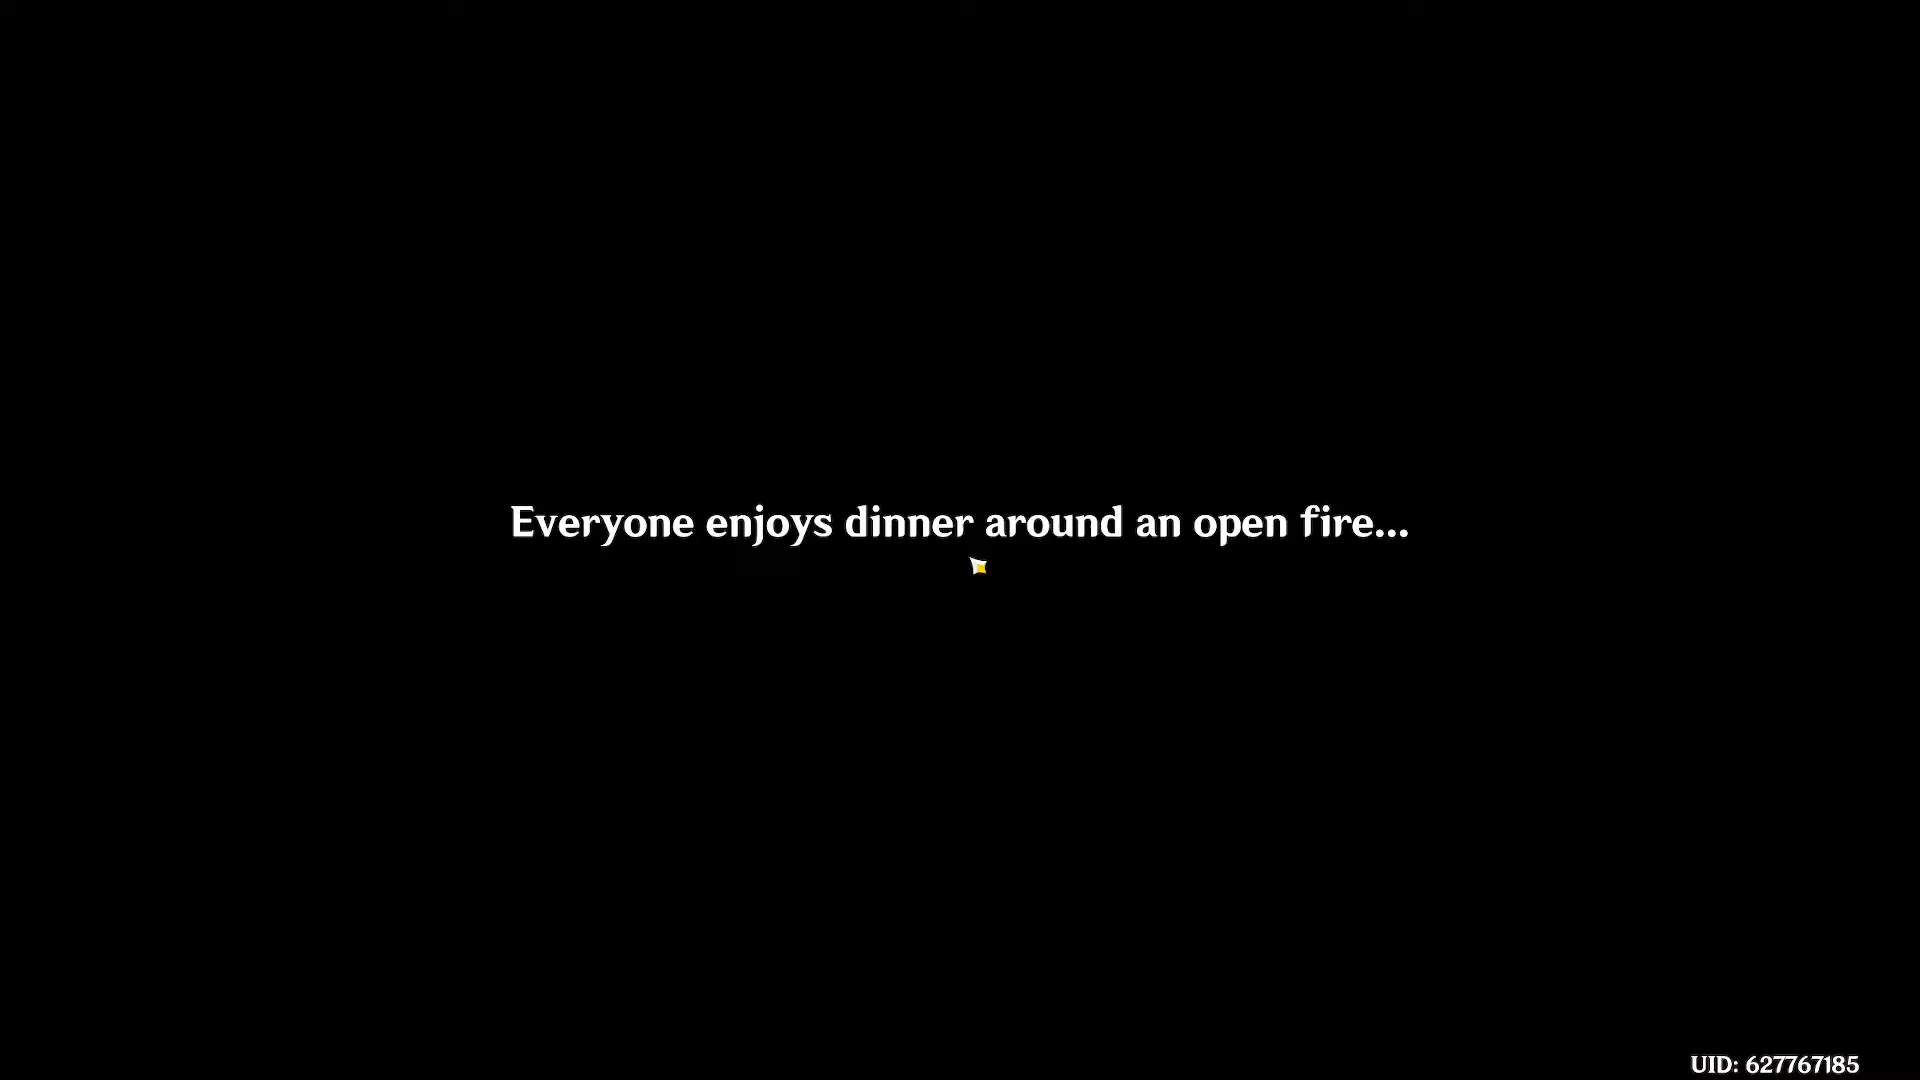 Everyone enjoys dinner around an open fire...
UID: 627767185